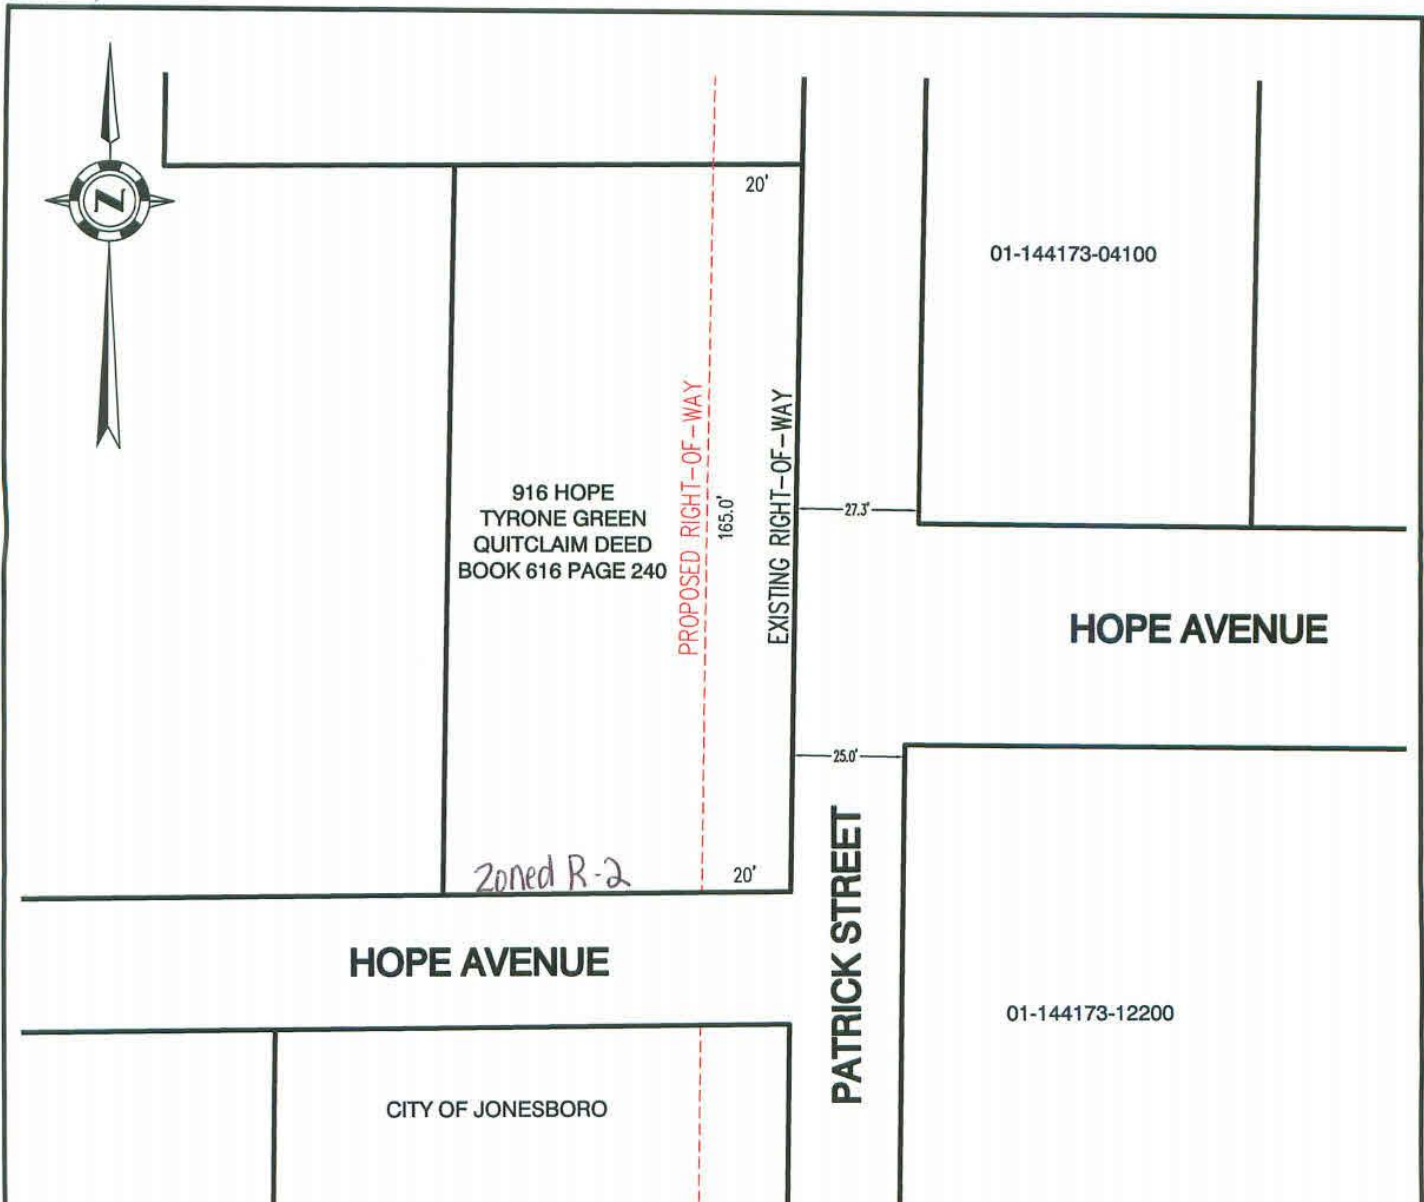 N
20'
01-144173-04100
916 HOPE
TYRONE GREEN
QUITCLAIM DEED
BOOK 616 PAGE 240
PROPOSED RIGHT-OF-WAY
165.0'
EXISTING RIGHT-OF-WAY
27.3'
HOPE AVENUE
25.0'
Zoned R-2
20'
HOPE AVENUE
PATRICK STREET
01-144173-12200
CITY OF JONESBORO